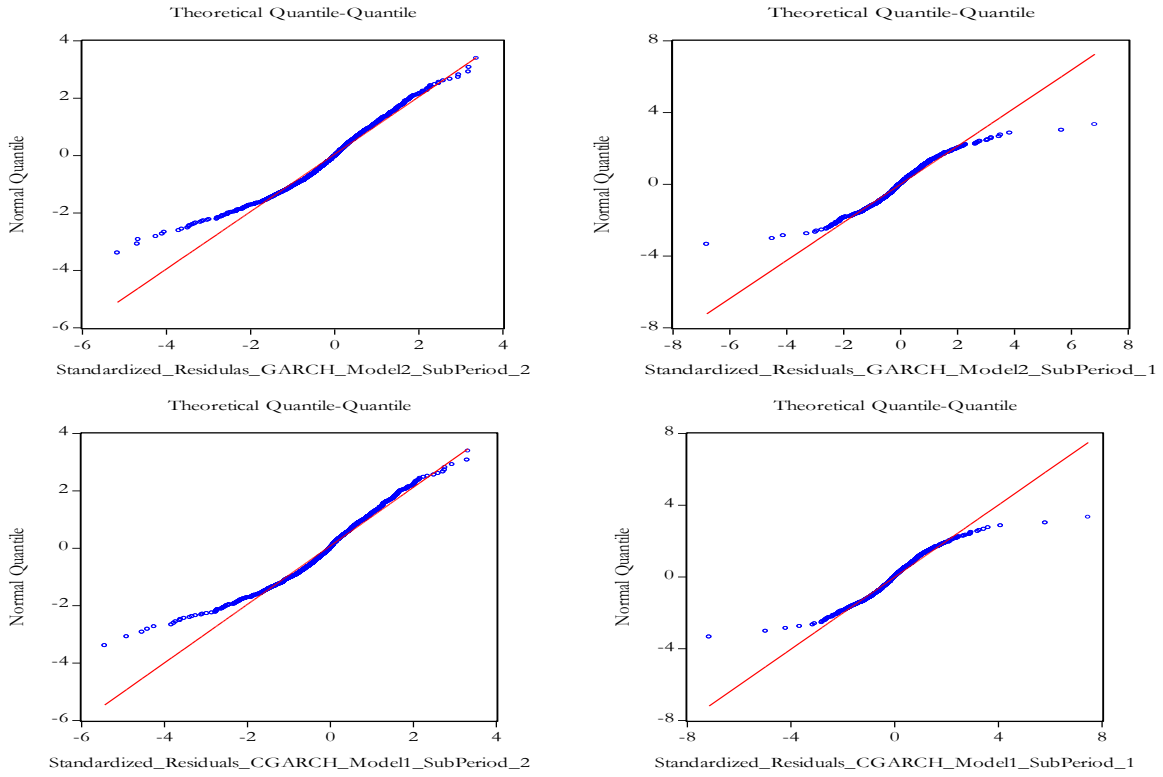 Theoretical Quantile-Quantile
4
2
0
-2
-4
-6
Normal Quantile
-6 -4 -2 0 2 4
Standardized_Residulas_GARCH_Model2_SubPeriod_2
Theoretical Quantile-Quantile
8
4
0
-4
-8
Normal Quantile
-8 -6 -4 -2 0 2 4 6 8
Standardized_Residuals_GARCH_Model2_SubPeriod_1
Theoretical Quantile-Quantile
4
2
0
-2
-4
-6
Normal Quantile
-6 -4 -2 0 2 4
Standardized_Residuals_CGARCH_Model1_SubPeriod_2
Theoretical Quantile-Quantile
8
4
0
-4
-8
Normal Quantile
-8 -4 0 4 8
Standardized_Residuals_CGARCH_Model1_SubPeriod_1